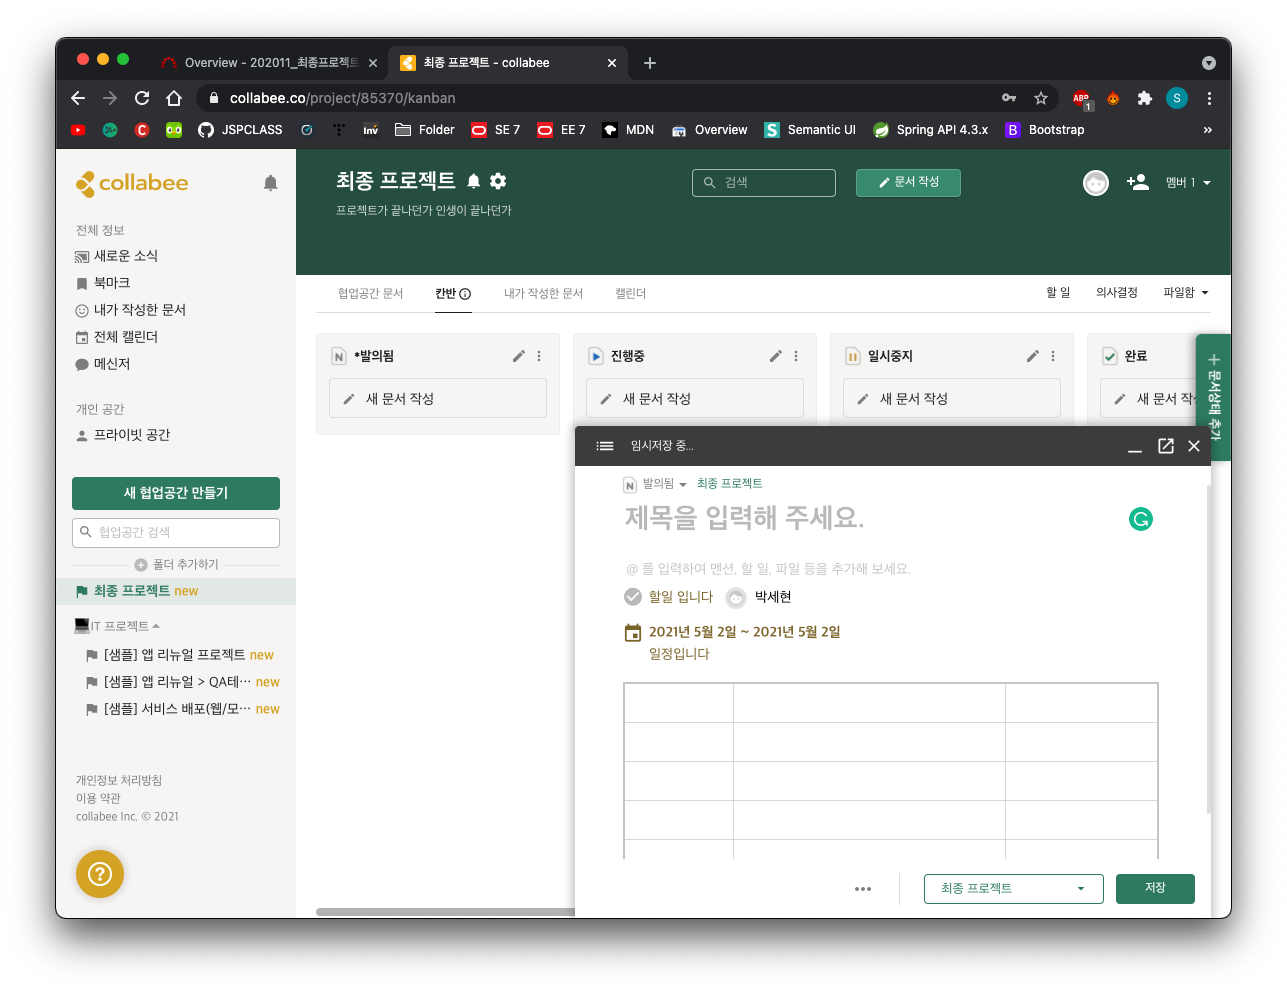 Overview - 202011_최종프로젝트
최종 프로젝트 - collabee
collabee.co/project/85370/kanban
ABP
1
S
JSPCLASS
inv
Folder
SE 7
EE 7
MDN
Overview
Semantic UI
Spring API 4.3.x
Bootstrap
»
collabee
전체 정보
새로운 소식
북마크
내가 작성한 문서
전체 캘린더
메신저
개인 공간
프라이빗 공간
새 협업공간 만들기
협업공간 검색
폴더 추가하기
최종 프로젝트 new
IT 프로젝트
[샘플] 앱 리뉴얼 프로젝트 new
[샘플] 앱 리뉴얼 > QA테... new
[샘플] 서비스 배포(웹/모... new
개인정보 처리방침
이용 약관
collabee Inc. © 2021
최종 프로젝트
프로젝트가 끝나던가 인생이 끝나던가
검색
문서 작성
멤버 1
협업공간 문서
칸반
내가 작성한 문서
캘린더
할 일
의사결정
파일함
N *발의됨
새 문서 작성
진행중
새 문서 작성
일시중지
새 문서 작성
완료
새 문서 작
+ 문서상태 추가
임시저장 중...
N 발의됨 최종 프로젝트
제목을 입력해 주세요.
@ 를 입력하여 멘션, 할 일, 파일 등을 추가해 보세요.
할일 입니다 박세현
2021년 5월 2일 ~ 2021년 5월 2일
일정입니다
최종 프로젝트
저장